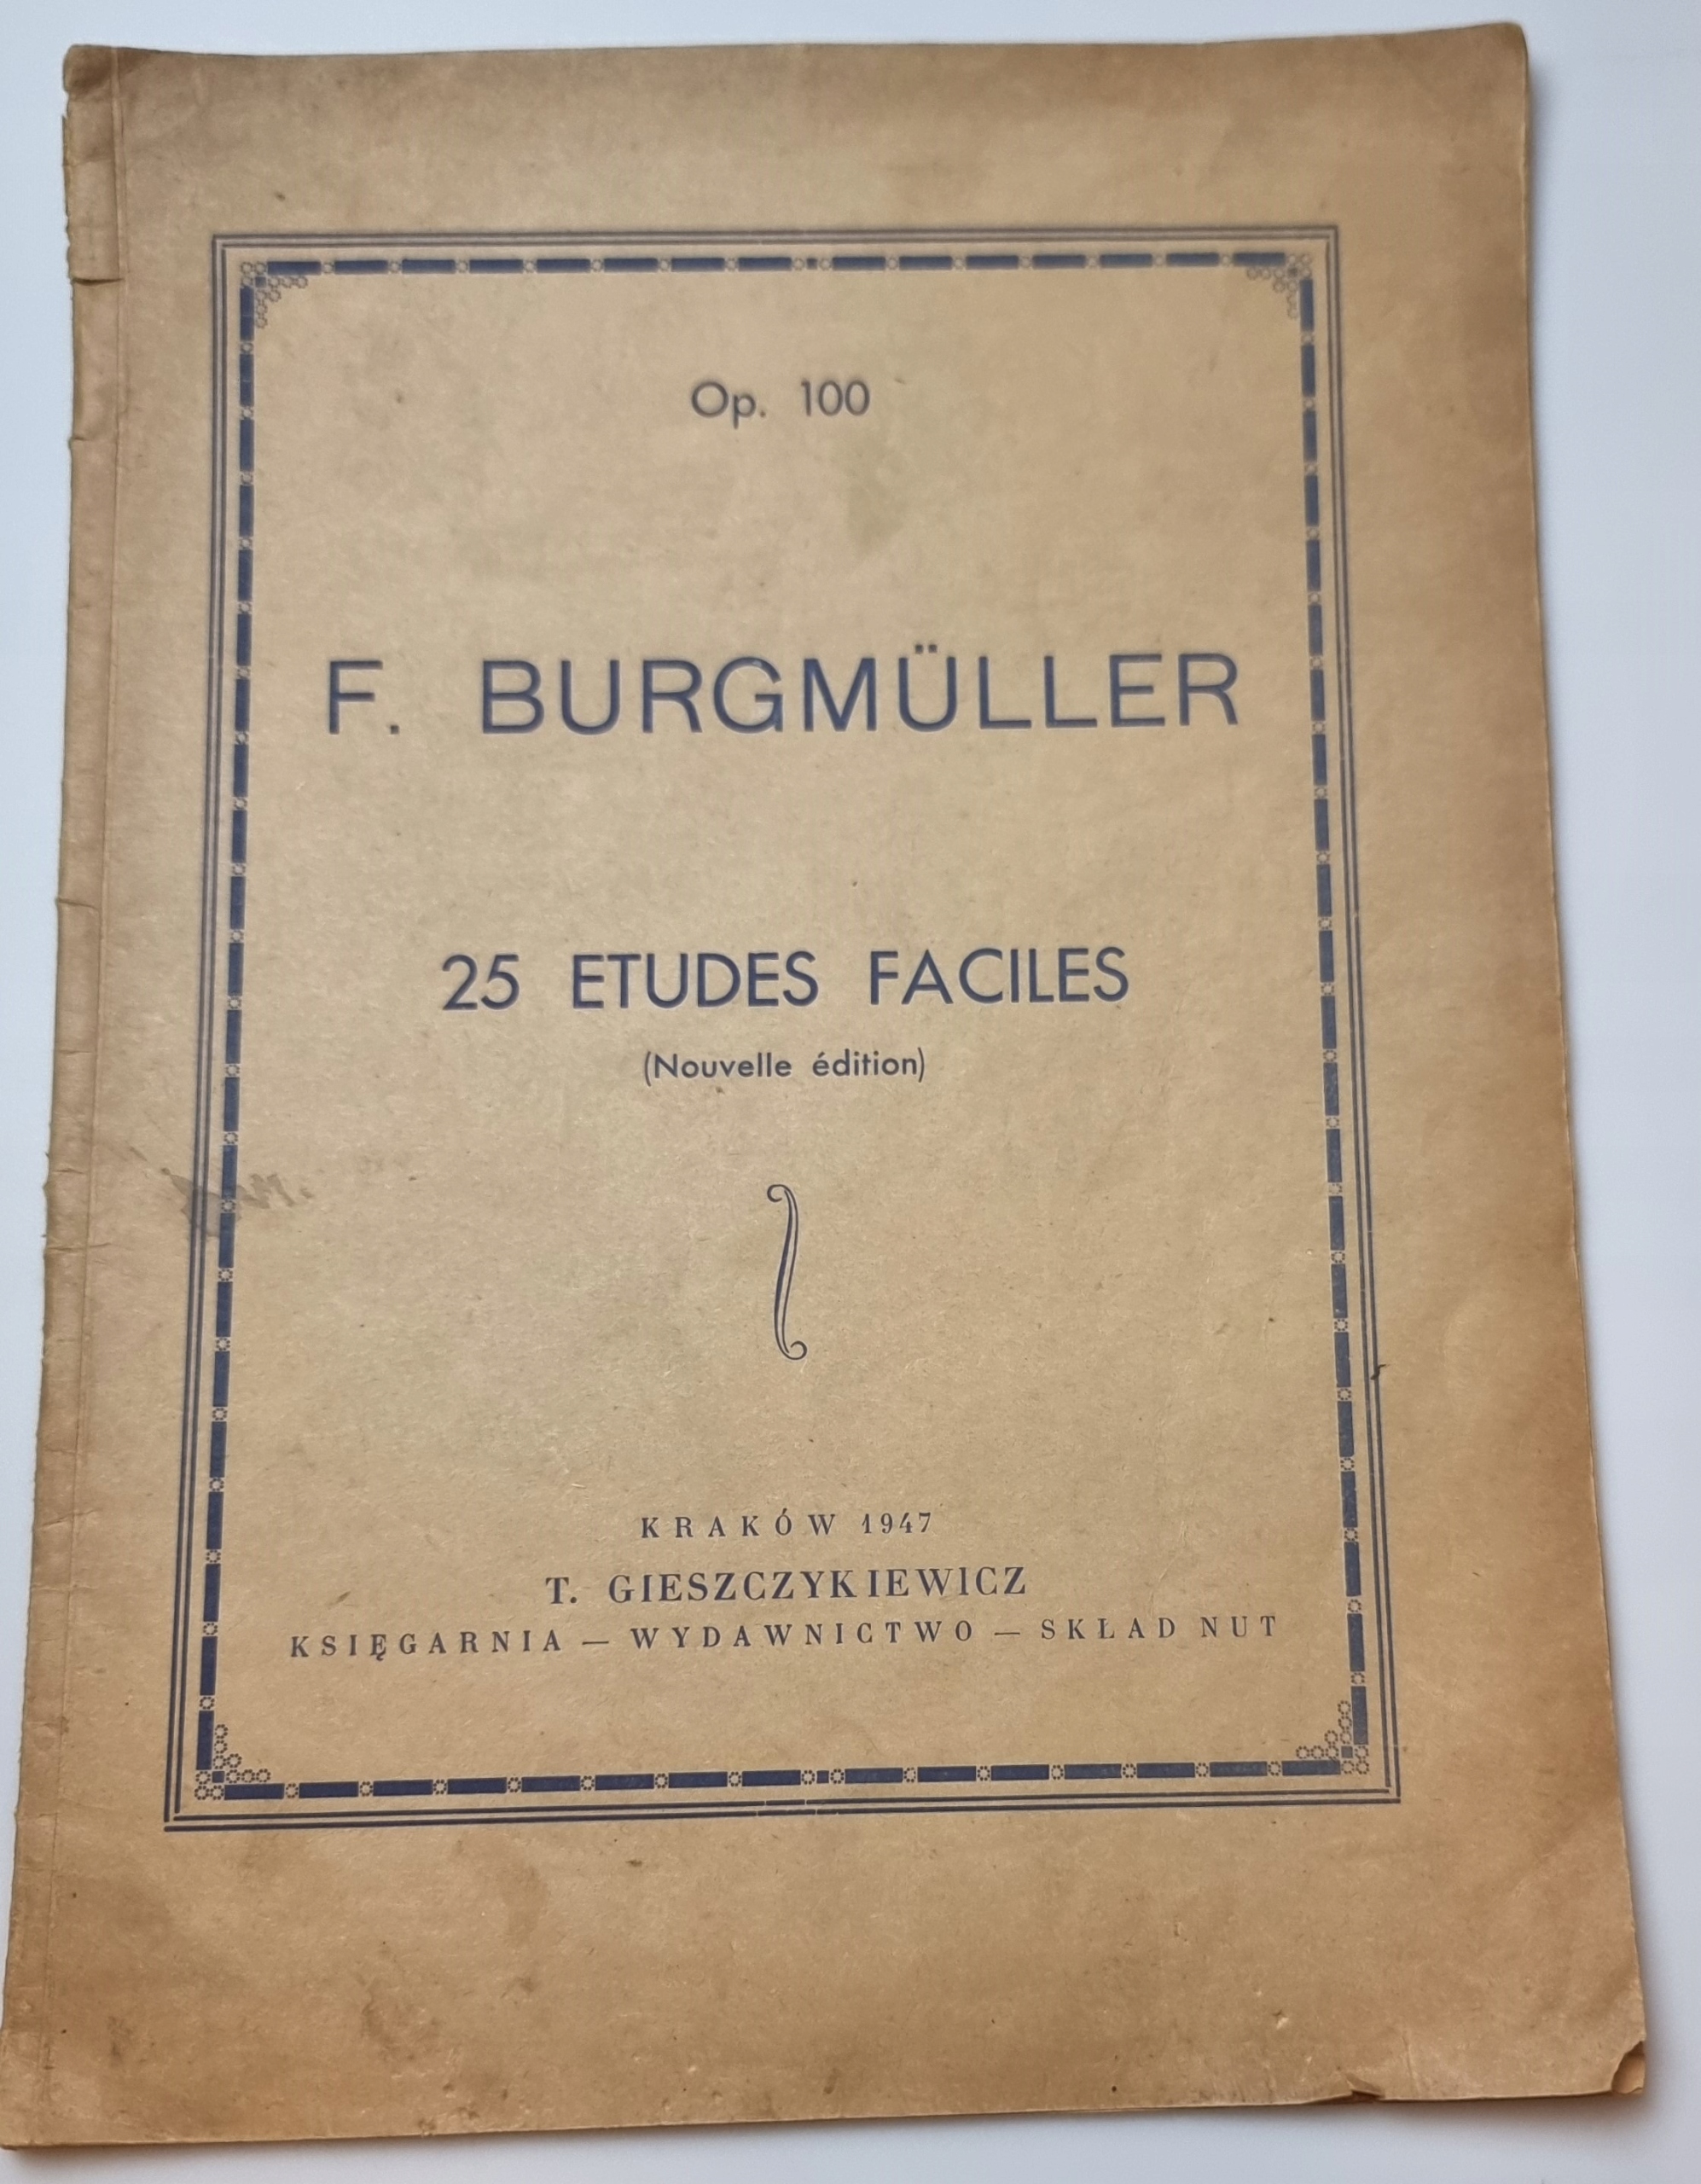 Op. 100
F. BURGMÜLLER
25 ETUDES FACILES
(Nouvelle édition)
KRAKÓW 1947
T. GIESZCZYKIEWICZ
KSIĘGARNIA — WYDAWNICTWO — SKŁAD NUT